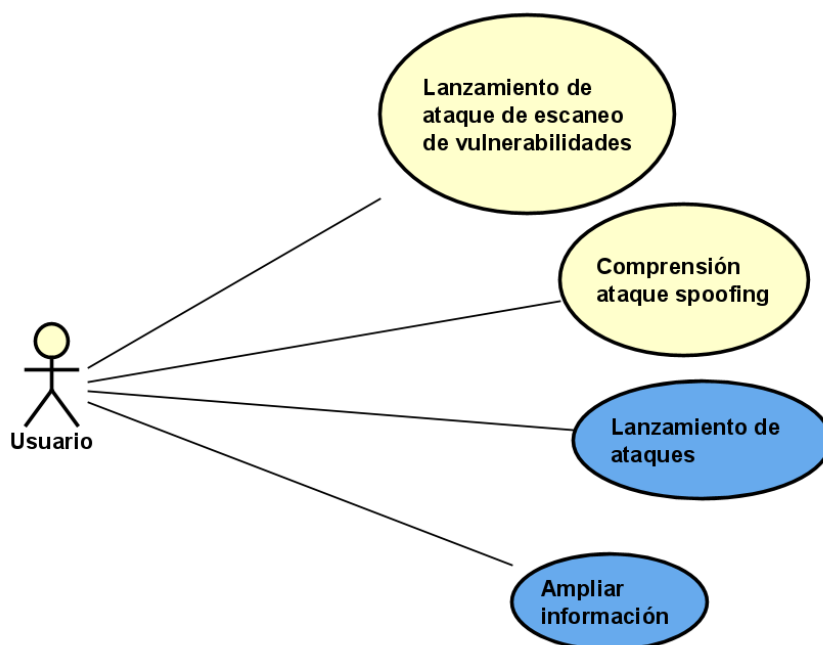 Lanzamiento de
ataque de escaneo
de vulnerabilidades
Comprensión
ataque spoofing
Usuario
Lanzamiento de
ataques
Ampliar
información